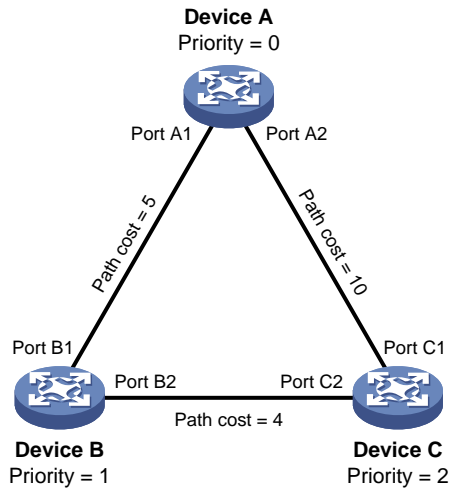 Device A
Priority = 0
Port A1
Port A2
Path cost = 5
Path cost = 10
Port B1
Port C1
Port B2
Port C2
Path cost = 4
Device B
Priority = 1
Device C
Priority = 2